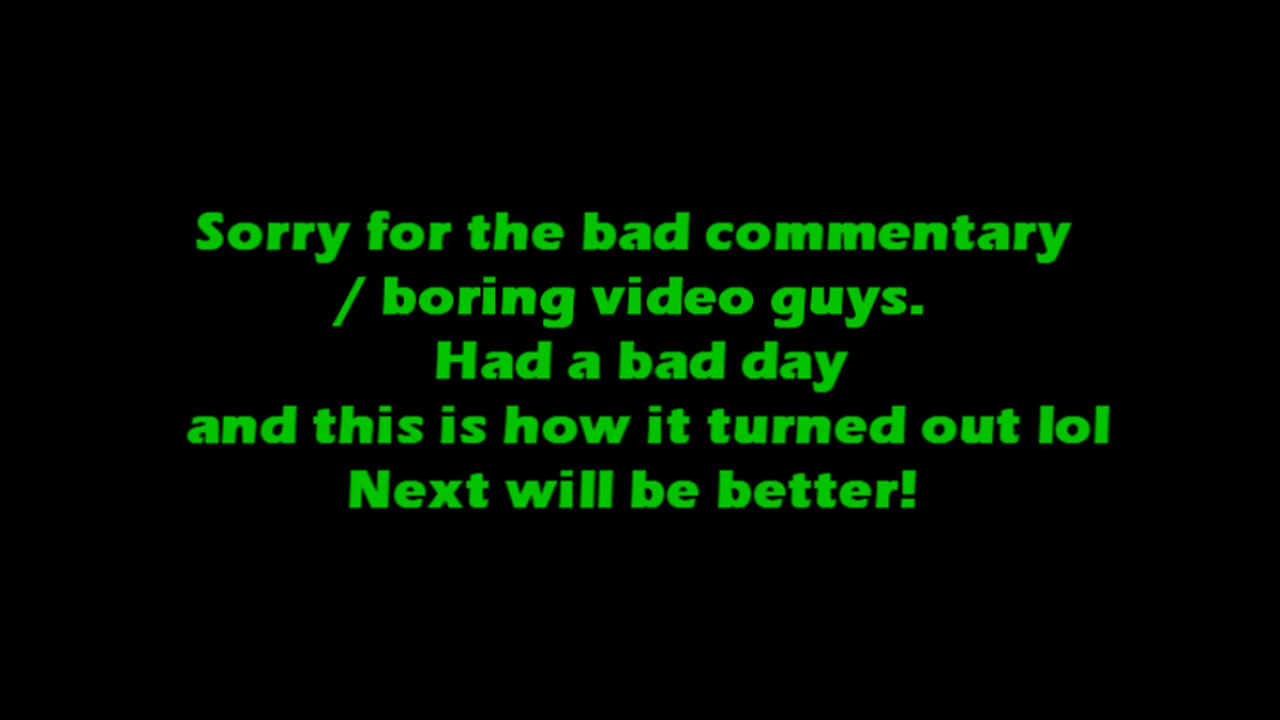 Sorry for the bad commentary
/ boring video guys.
Had a bad day
and this is how it turned out lol
Next will be better!